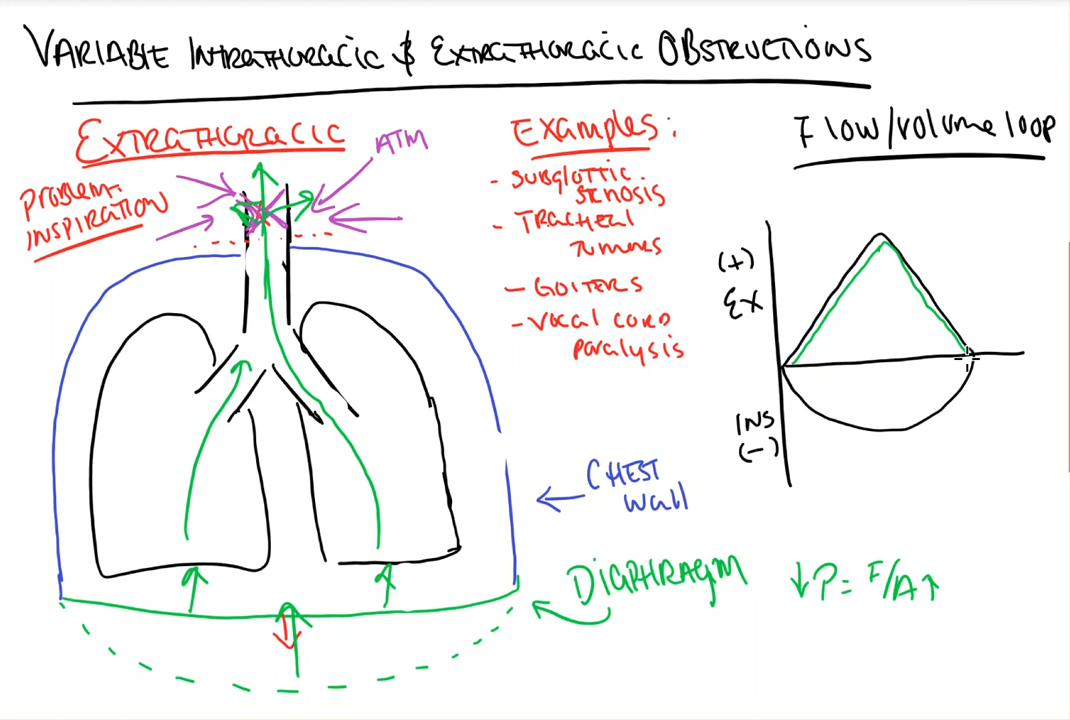 VARIABLE INTRATHORACIC & EXTRATHORACIC OBSTRUCTIONS
EXTRATHORACIC
ATM
PROBLEM:
INSPIRATION
EXAMPLES:
- SUBGLOTTIC
STENOSIS
- TRACHEAL
TUMORS
- GOITERS
- VOCAL CORD
PARALYSIS
Flow/volume loop
(+)
EX
INS
(-)
← CHEST
Wall
DIAPHRAGM
↓P = F/A↑